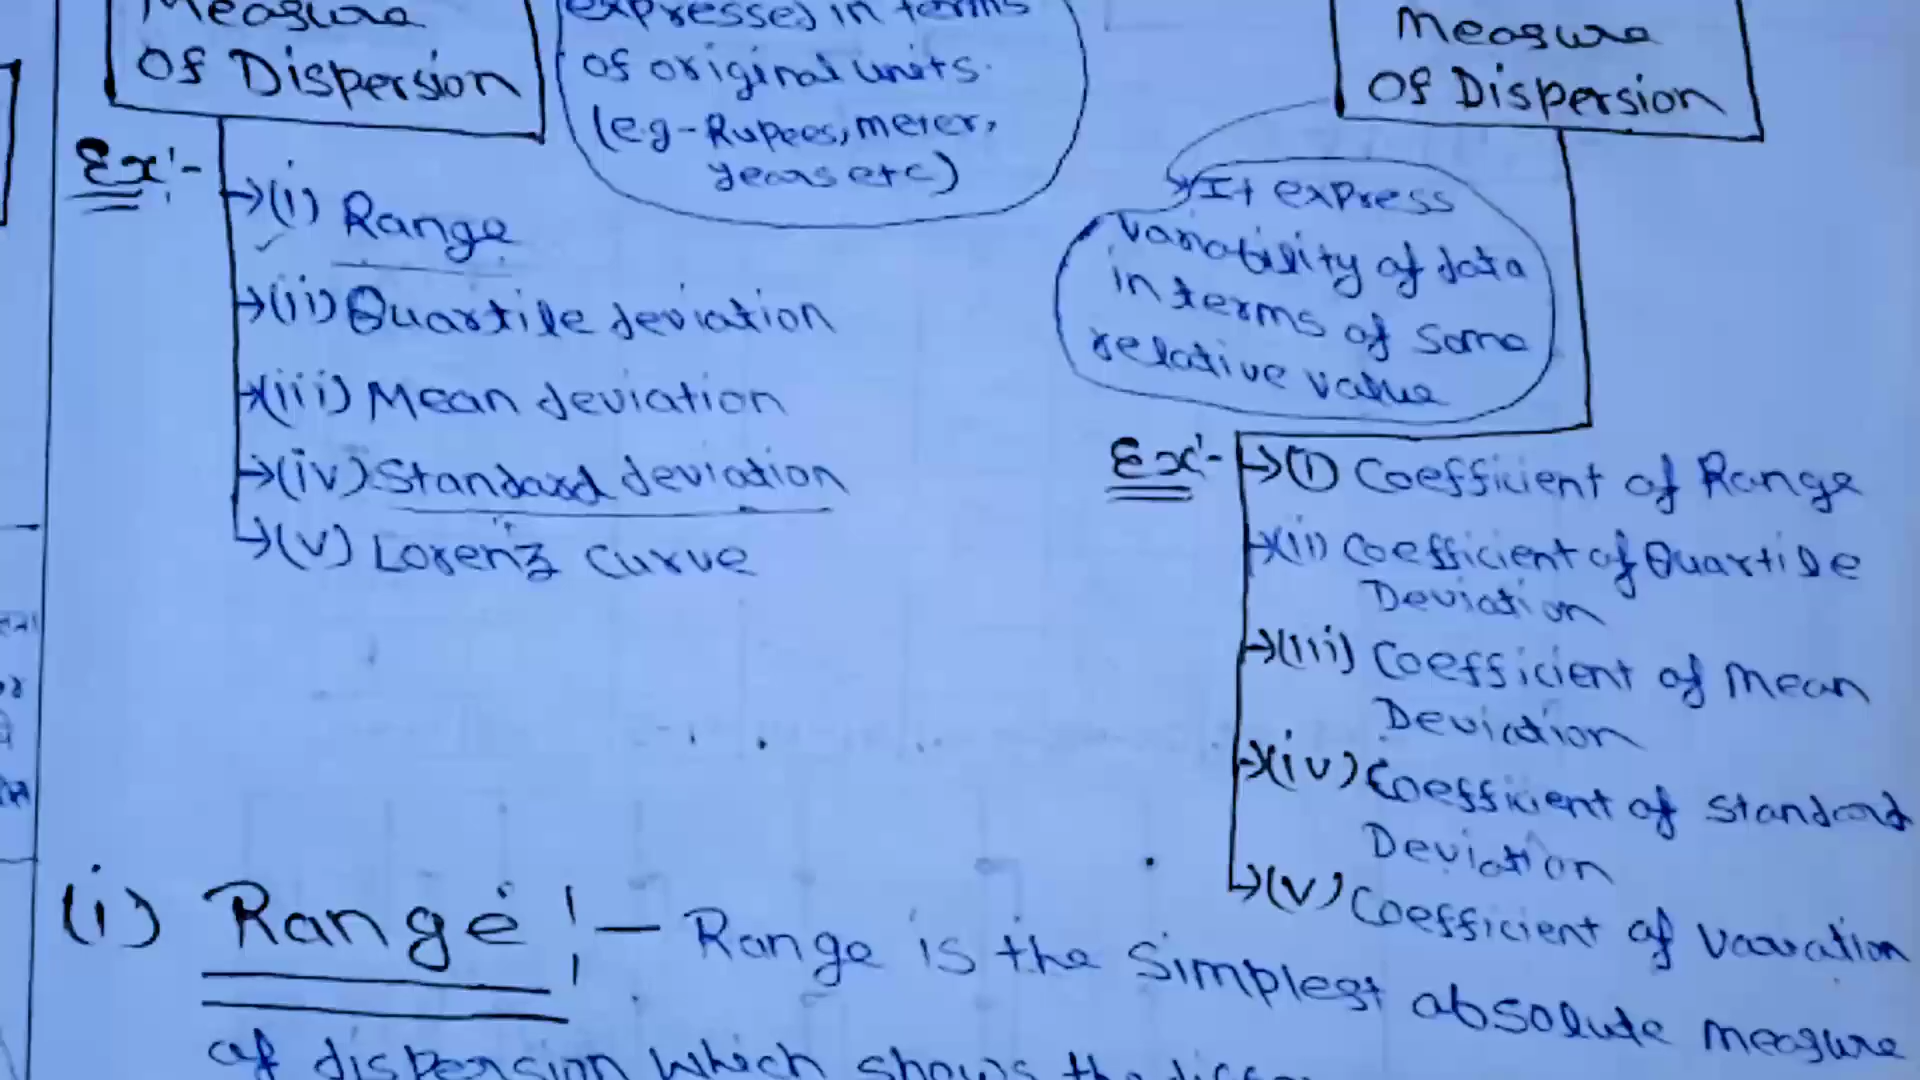 Measure
Of Dispersion
expresses in terms
of original units.
(e.g-Rupees, meter,
years etc)
Ex:-
→(i) Range
→(ii) Quartile deviation
→(iii) Mean deviation
→(iv) Standard deviation
→(v) Lorenz Curve
Measure
Of Dispersion
It express
variability of data
in terms of some
relative value
Ex:-
→(i) Coefficient of Range
→(ii) Coefficient of Quartile
Deviation
→(iii) Coefficient of Mean
Deviation
→(iv) Coefficient of Standard
Deviation
→(v) Coefficient of Variation
(i) Range :- Range is the simplest absolute measure
of dispersion which shows the